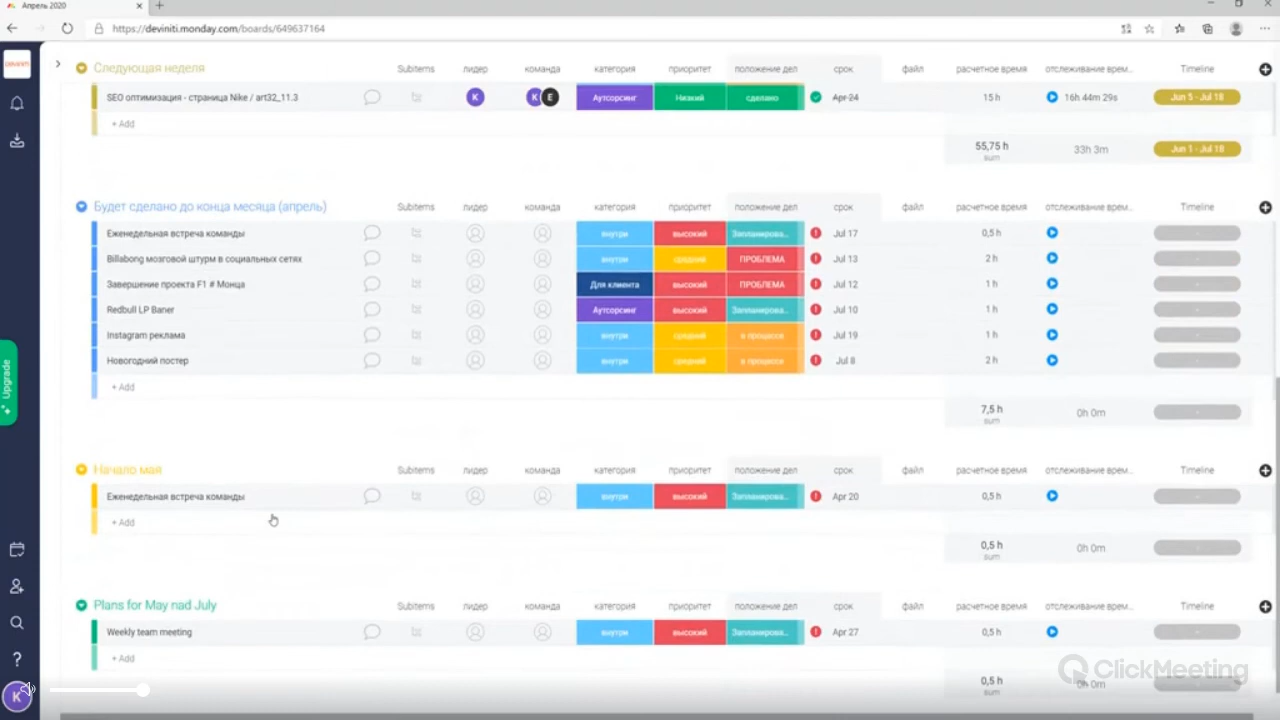 Апрель 2020
https://deviniti.monday.com/boards/649637164
Следующая неделя Subitems лидер команда категория приоритет положение дел срок файл расчетное время отслеживание врем... Timeline
SEO оптимизация - страница Nike / art32_11.3 K K E Аутсорсинг Низкий сделано Apr 24 15 h 16h 44m 29s Jun 5 - Jul 18
+ Add
55,75 h 33h 3m Jun 1 - Jul 18
sum
Будет сделано до конца месяца (апрель) Subitems лидер команда категория приоритет положение дел срок файл расчетное время отслеживание врем... Timeline
Еженедельная встреча команды внутри высокий Запланирова... Jul 17 0,5 h
Billabong мозговой штурм в социальных сетях внутри средний ПРОБЛЕМА Jul 13 2 h
Завершение проекта F1 # Монца Для клиента высокий ПРОБЛЕМА Jul 12 1 h
Redbull LP Baner Аутсорсинг высокий Запланирова... Jul 10 1 h
Instagram реклама внутри средний в процессе Jul 19 1 h
Новогодний постер внутри средний в процессе Jul 8 2 h
+ Add
7,5 h 0h 0m -
sum
Начало мая Subitems лидер команда категория приоритет положение дел срок файл расчетное время отслеживание врем... Timeline
Еженедельная встреча команды внутри высокий Запланирова... Apr 20 0,5 h
+ Add
0,5 h 0h 0m -
sum
Plans for May nad July Subitems лидер команда категория приоритет положение дел срок файл расчетное время отслеживание врем... Timeline
Weekly team meeting внутри высокий Запланирова... Apr 27 0,5 h
+ Add
0,5 h 0h 0m
sum
Upgrade
K
ClickMeeting